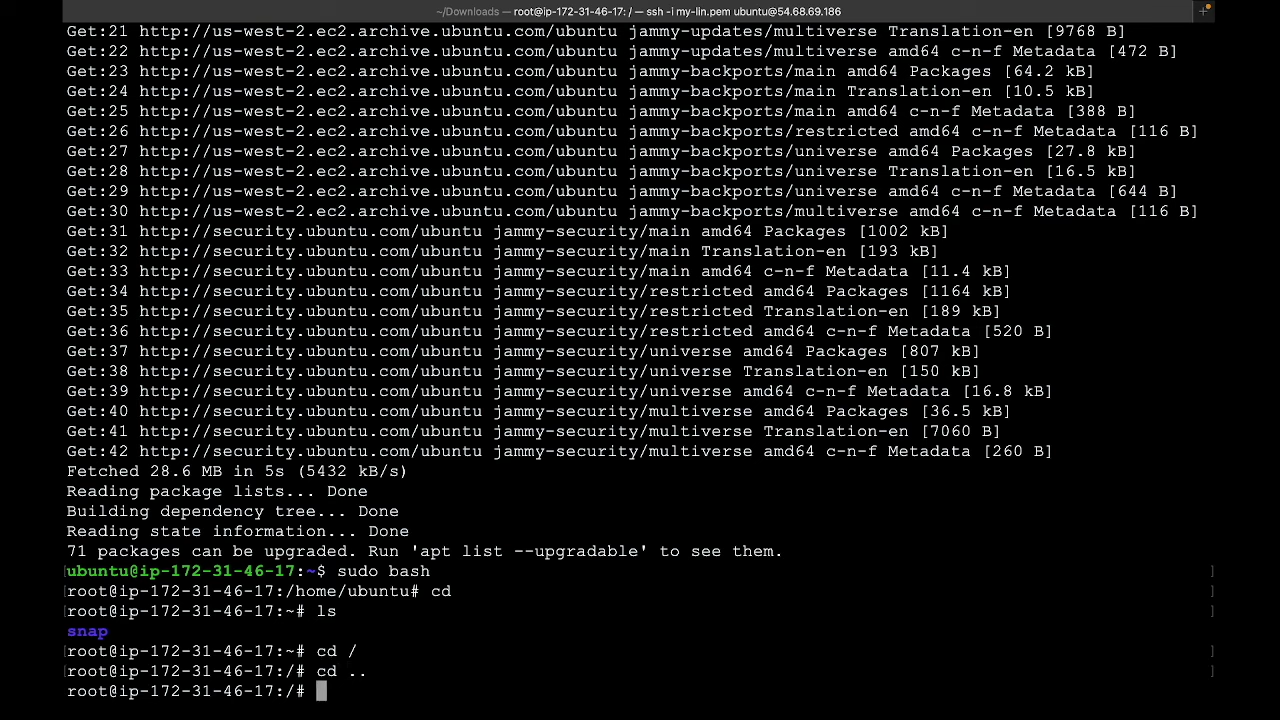 ~/Downloads — root@ip-172-31-46-17: / — ssh -i my-lin.pem ubuntu@54.68.69.186 +
Get:21 http://us-west-2.ec2.archive.ubuntu.com/ubuntu jammy-updates/multiverse Translation-en [9768 B]
Get:22 http://us-west-2.ec2.archive.ubuntu.com/ubuntu jammy-updates/multiverse amd64 c-n-f Metadata [472 B]
Get:23 http://us-west-2.ec2.archive.ubuntu.com/ubuntu jammy-backports/main amd64 Packages [64.2 kB]
Get:24 http://us-west-2.ec2.archive.ubuntu.com/ubuntu jammy-backports/main Translation-en [10.5 kB]
Get:25 http://us-west-2.ec2.archive.ubuntu.com/ubuntu jammy-backports/main amd64 c-n-f Metadata [388 B]
Get:26 http://us-west-2.ec2.archive.ubuntu.com/ubuntu jammy-backports/restricted amd64 c-n-f Metadata [116 B]
Get:27 http://us-west-2.ec2.archive.ubuntu.com/ubuntu jammy-backports/universe amd64 Packages [27.8 kB]
Get:28 http://us-west-2.ec2.archive.ubuntu.com/ubuntu jammy-backports/universe Translation-en [16.5 kB]
Get:29 http://us-west-2.ec2.archive.ubuntu.com/ubuntu jammy-backports/universe amd64 c-n-f Metadata [644 B]
Get:30 http://us-west-2.ec2.archive.ubuntu.com/ubuntu jammy-backports/multiverse amd64 c-n-f Metadata [116 B]
Get:31 http://security.ubuntu.com/ubuntu jammy-security/main amd64 Packages [1002 kB]
Get:32 http://security.ubuntu.com/ubuntu jammy-security/main Translation-en [193 kB]
Get:33 http://security.ubuntu.com/ubuntu jammy-security/main amd64 c-n-f Metadata [11.4 kB]
Get:34 http://security.ubuntu.com/ubuntu jammy-security/restricted amd64 Packages [1164 kB]
Get:35 http://security.ubuntu.com/ubuntu jammy-security/restricted Translation-en [189 kB]
Get:36 http://security.ubuntu.com/ubuntu jammy-security/restricted amd64 c-n-f Metadata [520 B]
Get:37 http://security.ubuntu.com/ubuntu jammy-security/universe amd64 Packages [807 kB]
Get:38 http://security.ubuntu.com/ubuntu jammy-security/universe Translation-en [150 kB]
Get:39 http://security.ubuntu.com/ubuntu jammy-security/universe amd64 c-n-f Metadata [16.8 kB]
Get:40 http://security.ubuntu.com/ubuntu jammy-security/multiverse amd64 Packages [36.5 kB]
Get:41 http://security.ubuntu.com/ubuntu jammy-security/multiverse Translation-en [7060 B]
Get:42 http://security.ubuntu.com/ubuntu jammy-security/multiverse amd64 c-n-f Metadata [260 B]
Fetched 28.6 MB in 5s (5432 kB/s)
Reading package lists... Done
Building dependency tree... Done
Reading state information... Done
71 packages can be upgraded. Run 'apt list --upgradable' to see them.
[ubuntu@ip-172-31-46-17:~$ sudo bash ]
[root@ip-172-31-46-17:/home/ubuntu# cd ]
[root@ip-172-31-46-17:~# ls ]
snap
[root@ip-172-31-46-17:~# cd / ]
[root@ip-172-31-46-17:/# cd .. ]
root@ip-172-31-46-17:/#